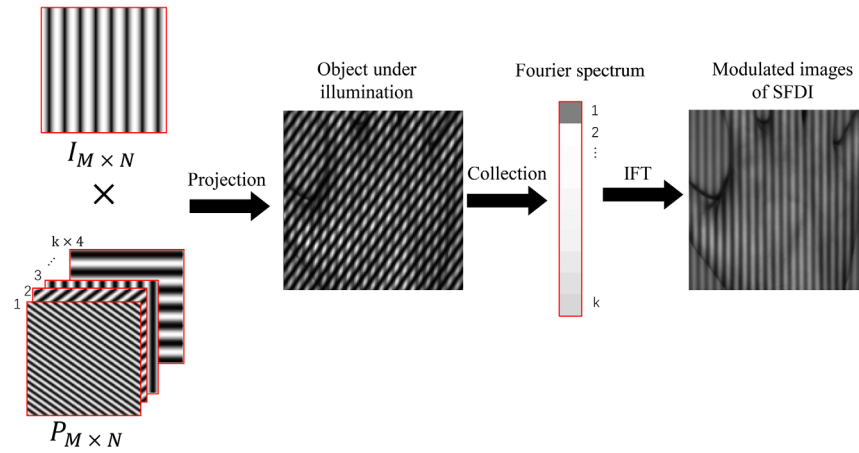 I_{M × N}
×
k × 4
⋯
3
2
1
P_{M × N}
Projection
Object under
illumination
Collection
Fourier spectrum
1
2
⋮
k
IFT
Modulated images
of SFDI